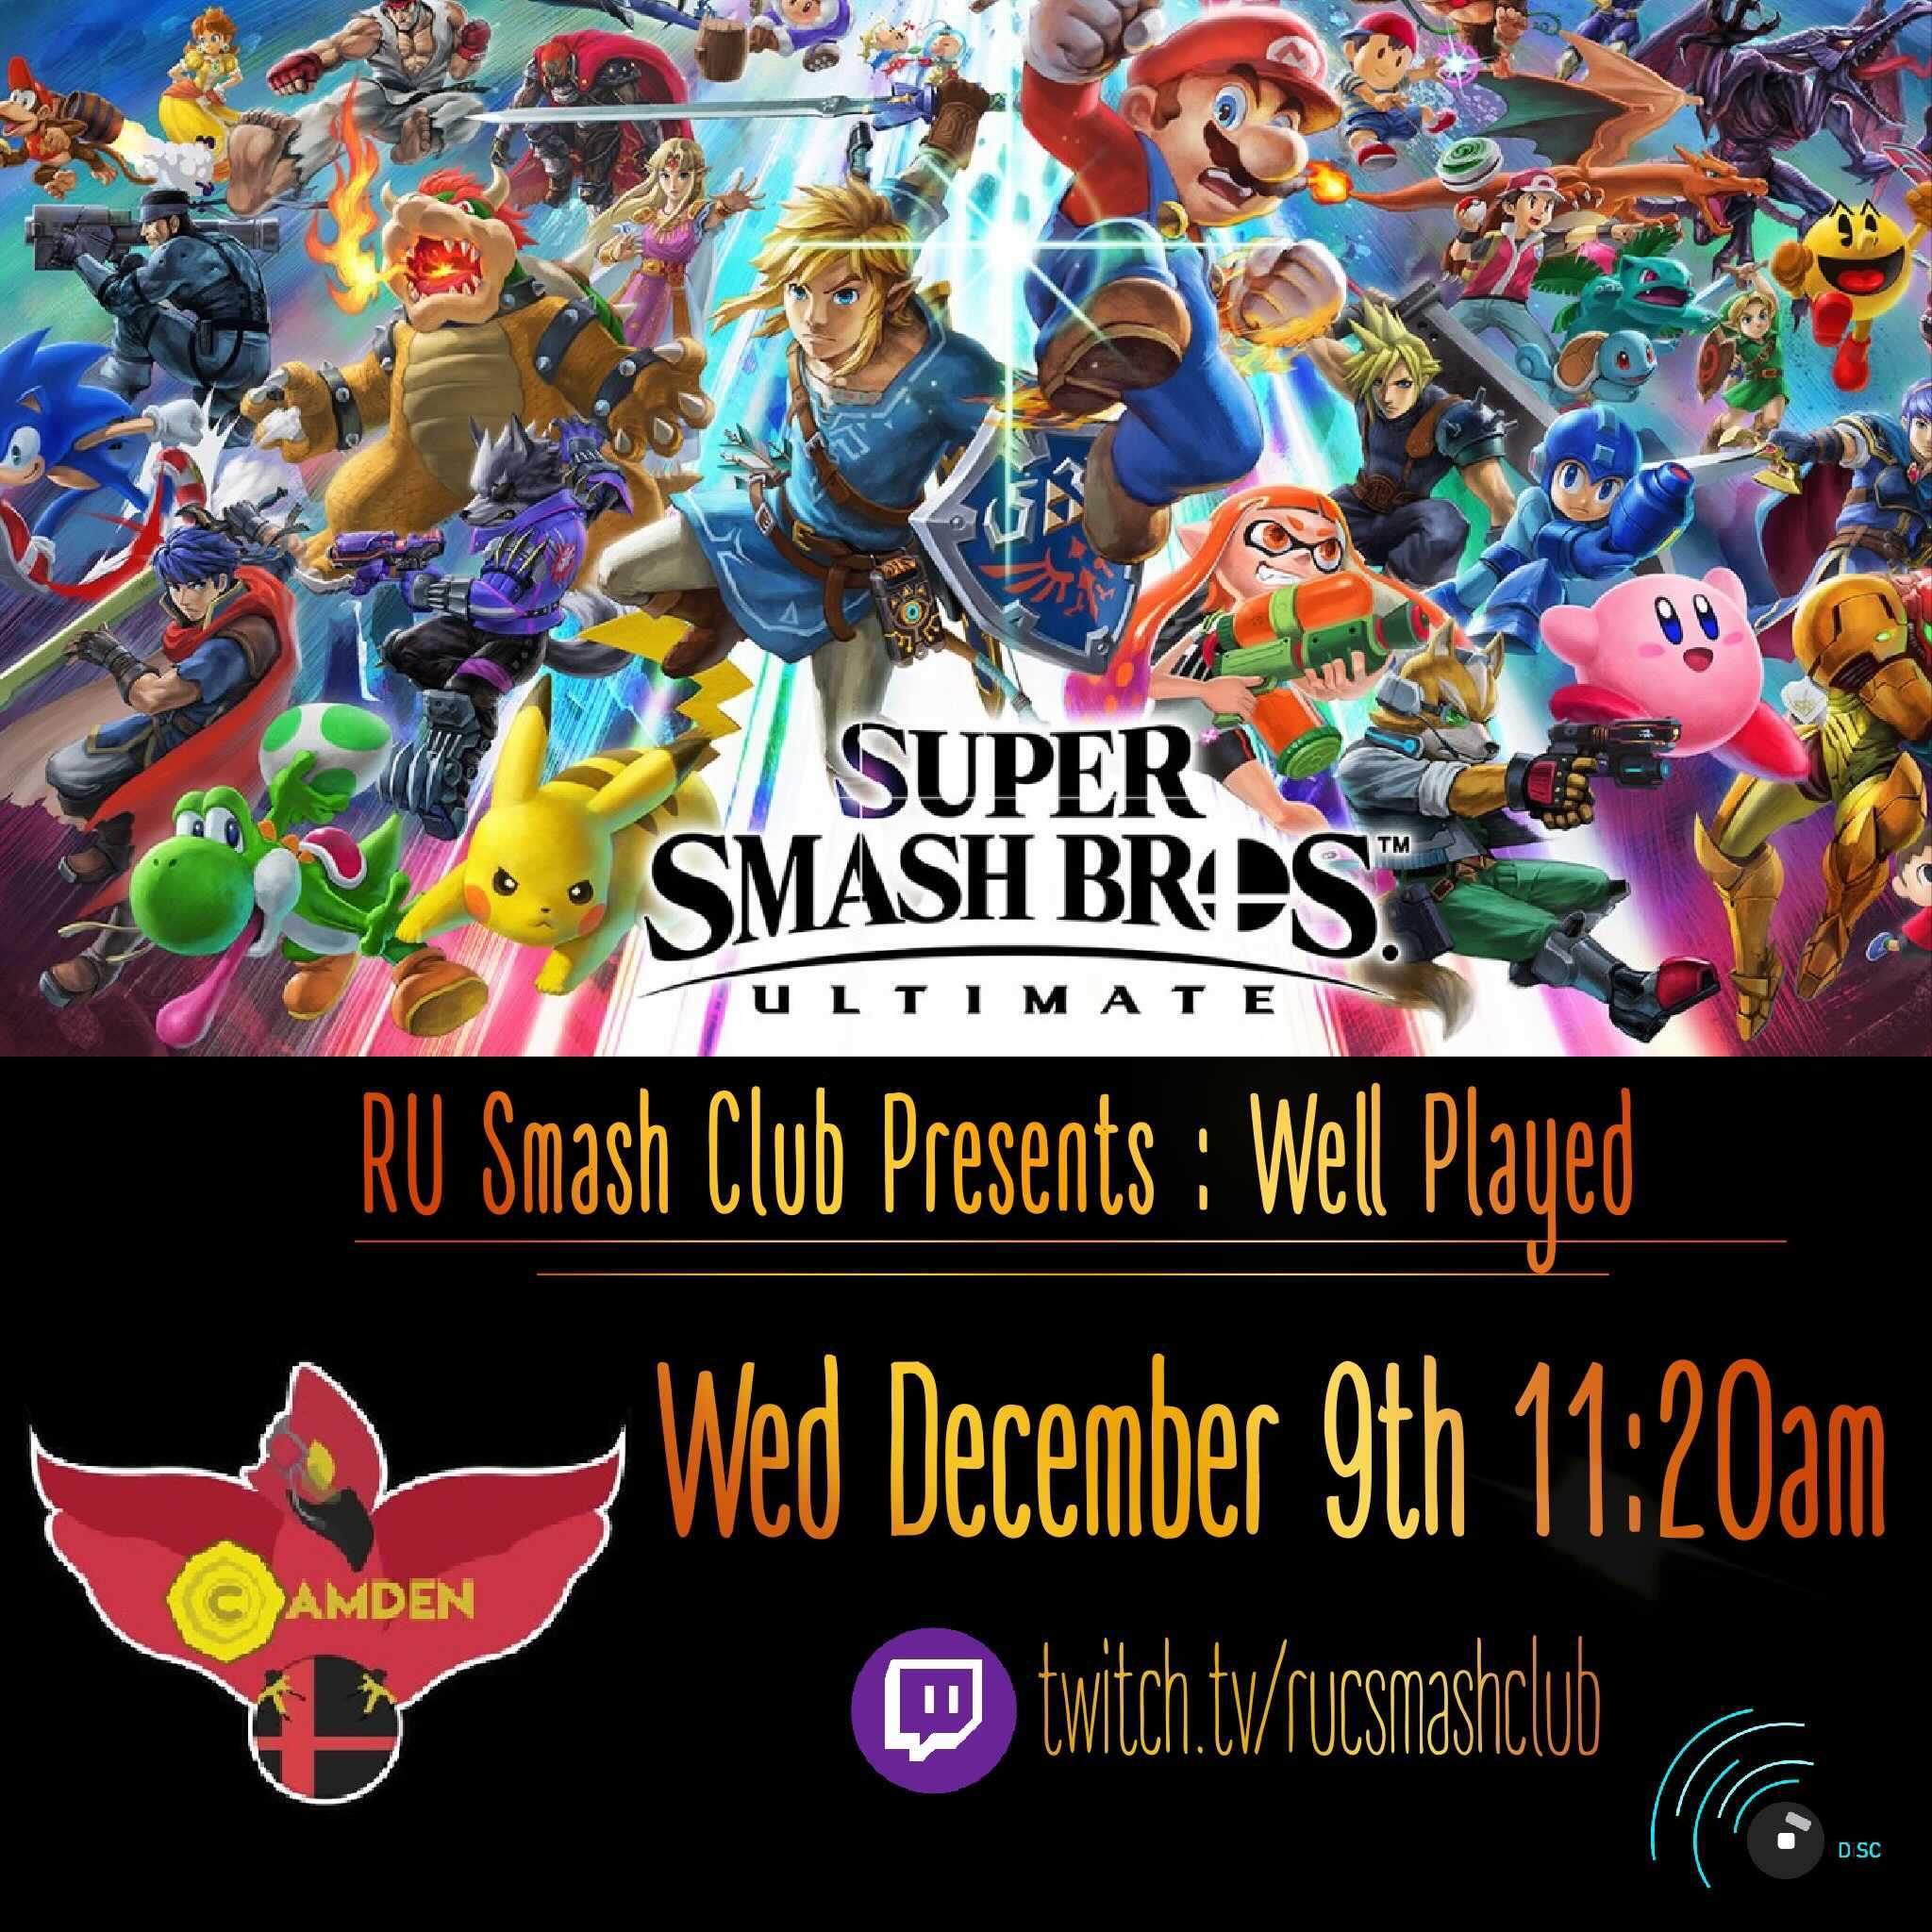 SUPER
SMASH BROS.™
ULTIMATE
RU Smash Club Presents : Well Played
Wed December 9th 11:20am
CAMDEN
twitch.tv/rucsmashclub
DISC